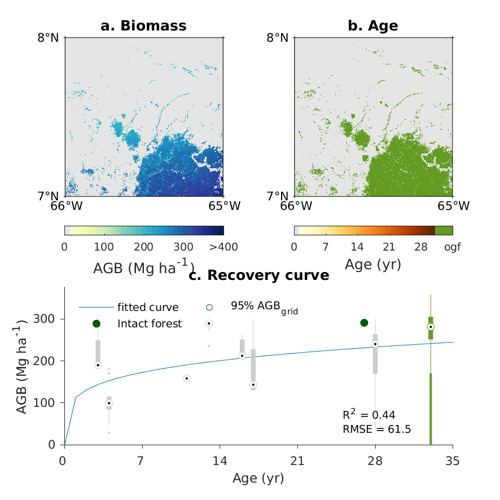 a. Biomass
b. Age
8°N
7°N
66°W
65°W
8°N
7°N
66°W
65°W
0
100
200
300
>400
AGB (Mg ha⁻¹)
0
7
14
21
28
ogf
Age (yr)
c. Recovery curve
fitted curve
95% AGB_grid
Intact forest
R² = 0.44
RMSE = 61.5
0
100
200
300
AGB (Mg ha⁻¹)
0
7
14
21
28
35
Age (yr)